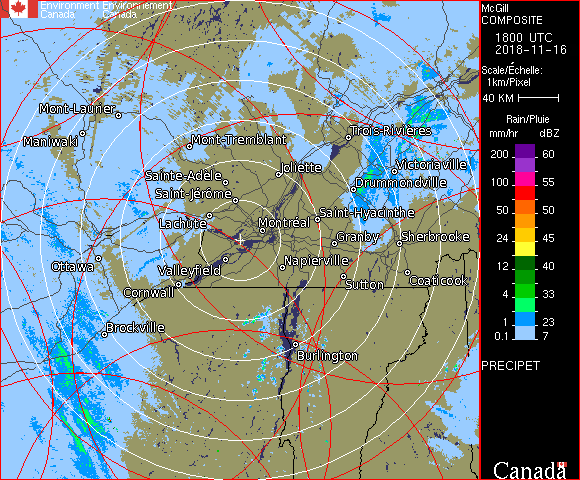 Environment Environnement
Canada Canada
McGill
COMPOSITE
1800 UTC
2018-11-16
Scale/Échelle:
1km/Pixel
40 KM
Rain/Pluie
mm/hr dBZ
200 60
100 55
50 50
24 45
12 40
4 33
1 23
0.1 7
PRECIPET
Canada
Mont-Laurier
Maniwaki
Mont-Tremblant
Trois-Rivières
Joliette
Victoriaville
Sainte-Adèle
Drummondville
Saint-Jérôme
Saint-Hyacinthe
Lachute
Montréal
Granby
Sherbrooke
Ottawa
Valleyfield
Napierville
Sutton
Coaticook
Cornwall
Brockville
Burlington